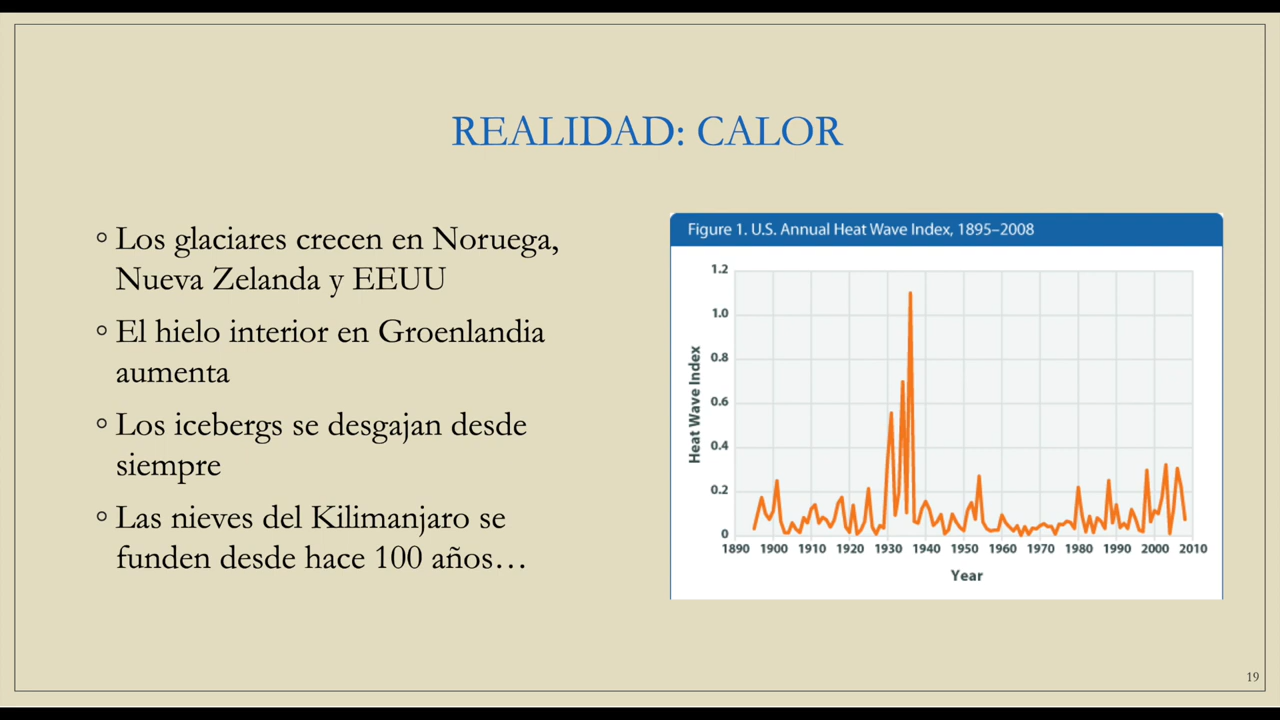 REALIDAD: CALOR
◦ Los glaciares crecen en Noruega,
Nueva Zelanda y EEUU
◦ El hielo interior en Groenlandia
aumenta
◦ Los icebergs se desgajan desde
siempre
◦ Las nieves del Kilimanjaro se
funden desde hace 100 años…
Figure 1. U.S. Annual Heat Wave Index, 1895–2008
Heat Wave Index
1.2
1.0
0.8
0.6
0.4
0.2
0
1890 1900 1910 1920 1930 1940 1950 1960 1970 1980 1990 2000 2010
Year
19